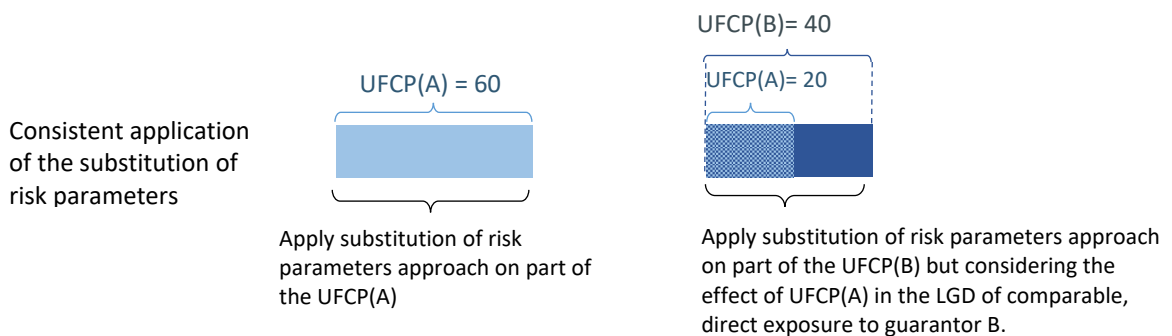 UFCP(B)= 40
UFCP(A) = 60
UFCP(A)= 20
Consistent application
of the substitution of
risk parameters
Apply substitution of risk
parameters approach on part of
the UFCP(A)
Apply substitution of risk parameters approach
on part of the UFCP(B) but considering the
effect of UFCP(A) in the LGD of comparable,
direct exposure to guarantor B.